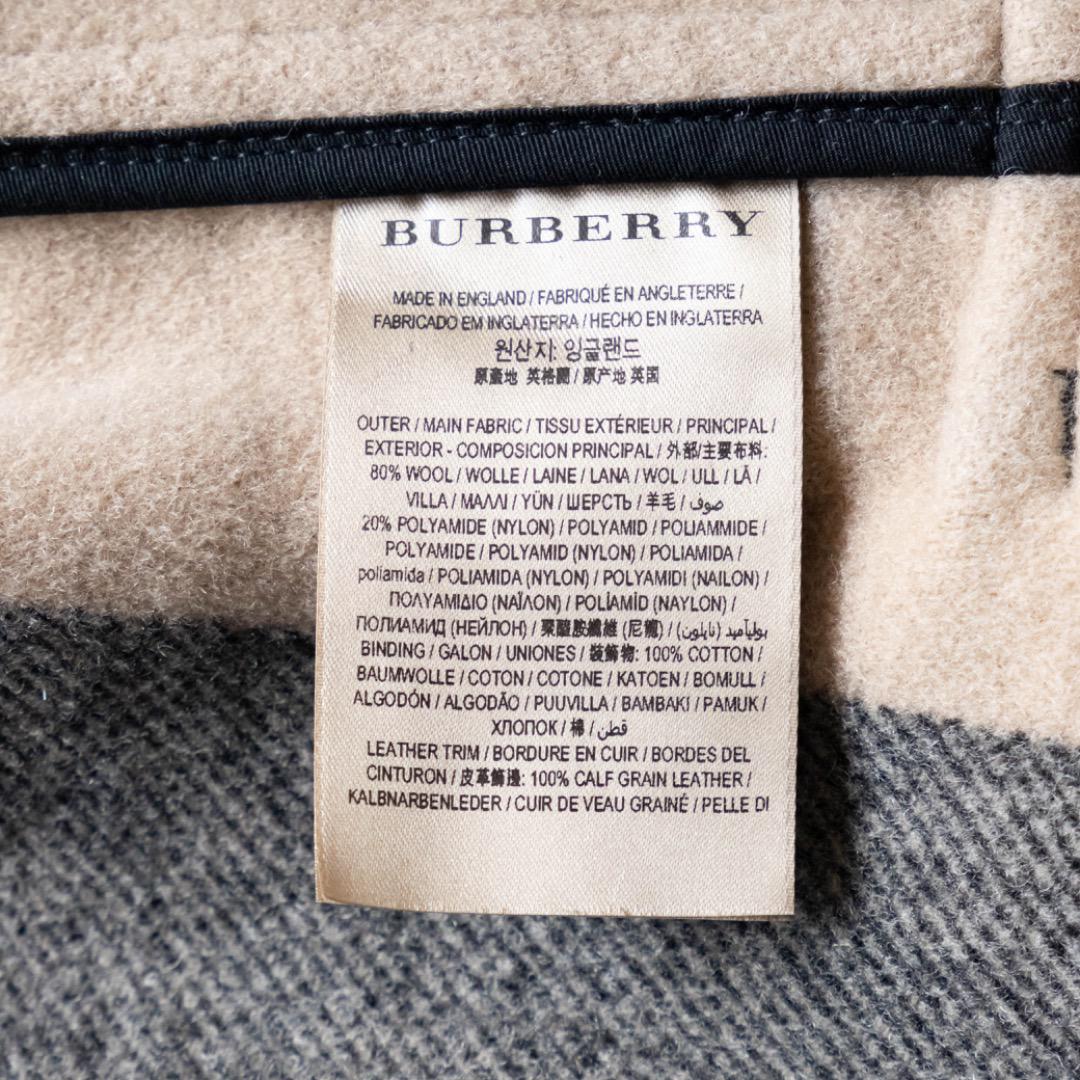 BURBERRY
MADE IN ENGLAND / FABRIQUÉ EN ANGLETERRE /
FABRICADO EM INGLATERRA / HECHO EN INGLATERRA
원산지: 잉글랜드
原產地 英格蘭 / 原产地 英国
OUTER / MAIN FABRIC / TISSU EXTÉRIEUR / PRINCIPAL /
EXTERIOR - COMPOSICION PRINCIPAL / 外部/主要布料:
80% WOOL / WOLLE / LAINE / LANA / WOL / ULL / LÃ /
VILLA / ΜΑΛΛΙ / YÜN / ШЕРСТЬ / 羊毛 / صوف /
20% POLYAMIDE (NYLON) / POLYAMID / POLIAMMIDE /
POLYAMIDE / POLYAMID (NYLON) / POLIAMIDA /
poliamida / POLIAMIDA (NYLON) / POLYAMIDI (NAILON) /
ΠΟΛΥΑΜΙΔΙΟ (ΝΑΪΛΟΝ) / POLİAMİD (NAYLON) /
ПОЛИАМИД (НЕЙЛОН) / 聚醯胺纖維 (尼龍) / بولياميد (نايلون) /
BINDING / GALON / UNIONES / 裝飾物: 100% COTTON /
BAUMWOLLE / COTON / COTONE / KATOEN / BOMULL /
ALGODÓN / ALGODÃO / PUUVILLA / BAMBAKI / PAMUK /
ХЛОПОК / 棉 / قطن /
LEATHER TRIM / BORDURE EN CUIR / BORDES DEL
CINTURON / 皮革飾邊: 100% CALF GRAIN LEATHER /
KALBNARBENLEDER / CUIR DE VEAU GRAINÉ / PELLE DI